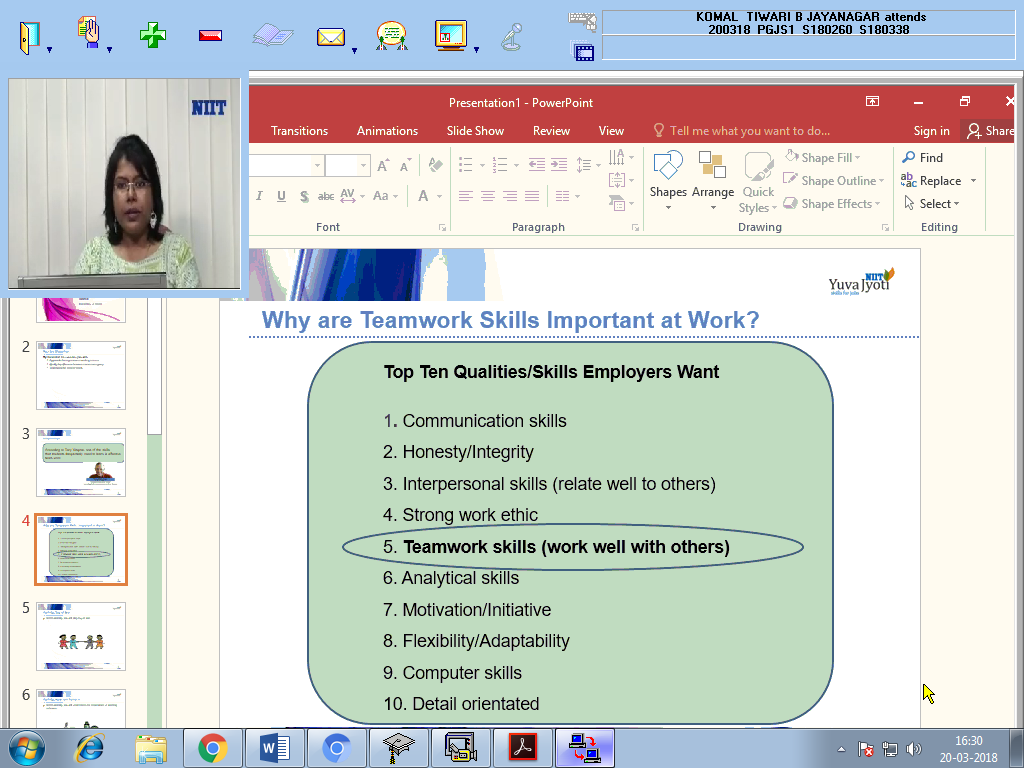 KOMAL TIWARI B JAYANAGAR attends
200318 PGJS1 S180260 S180338
NIIT
Presentation1 - PowerPoint
Transitions Animations Slide Show Review View Tell me what you want to do... Sign in Share
Shapes Arrange Quick Styles
Shape Fill
Shape Outline
Shape Effects
Find
Replace
Select
Font Paragraph Drawing Editing
NIIT
Yuva Jyoti
skills for jobs
Why are Teamwork Skills Important at Work?
Top Ten Qualities/Skills Employers Want
1. Communication skills
2. Honesty/Integrity
3. Interpersonal skills (relate well to others)
4. Strong work ethic
5. Teamwork skills (work well with others)
6. Analytical skills
7. Motivation/Initiative
8. Flexibility/Adaptability
9. Computer skills
10. Detail orientated
2
3
4
5
6
16:30
20-03-2018